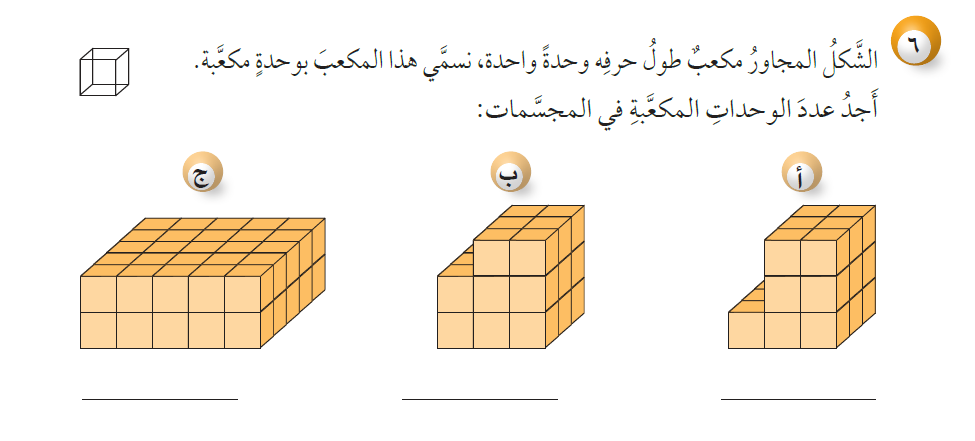 ٦
الشَّكلُ المجاورُ مكعبٌ طولُ حرفِه وحدةً واحدة، نسمَّي هذا المكعبَ بوحدةٍ مكعَّبة.
أَجدُ عددَ الوحداتِ المكعَّبةِ في المجسَّمات:
أ
ب
ج